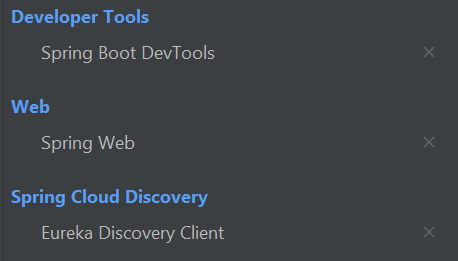 Developer Tools
Spring Boot DevTools
Web
Spring Web
Spring Cloud Discovery
Eureka Discovery Client